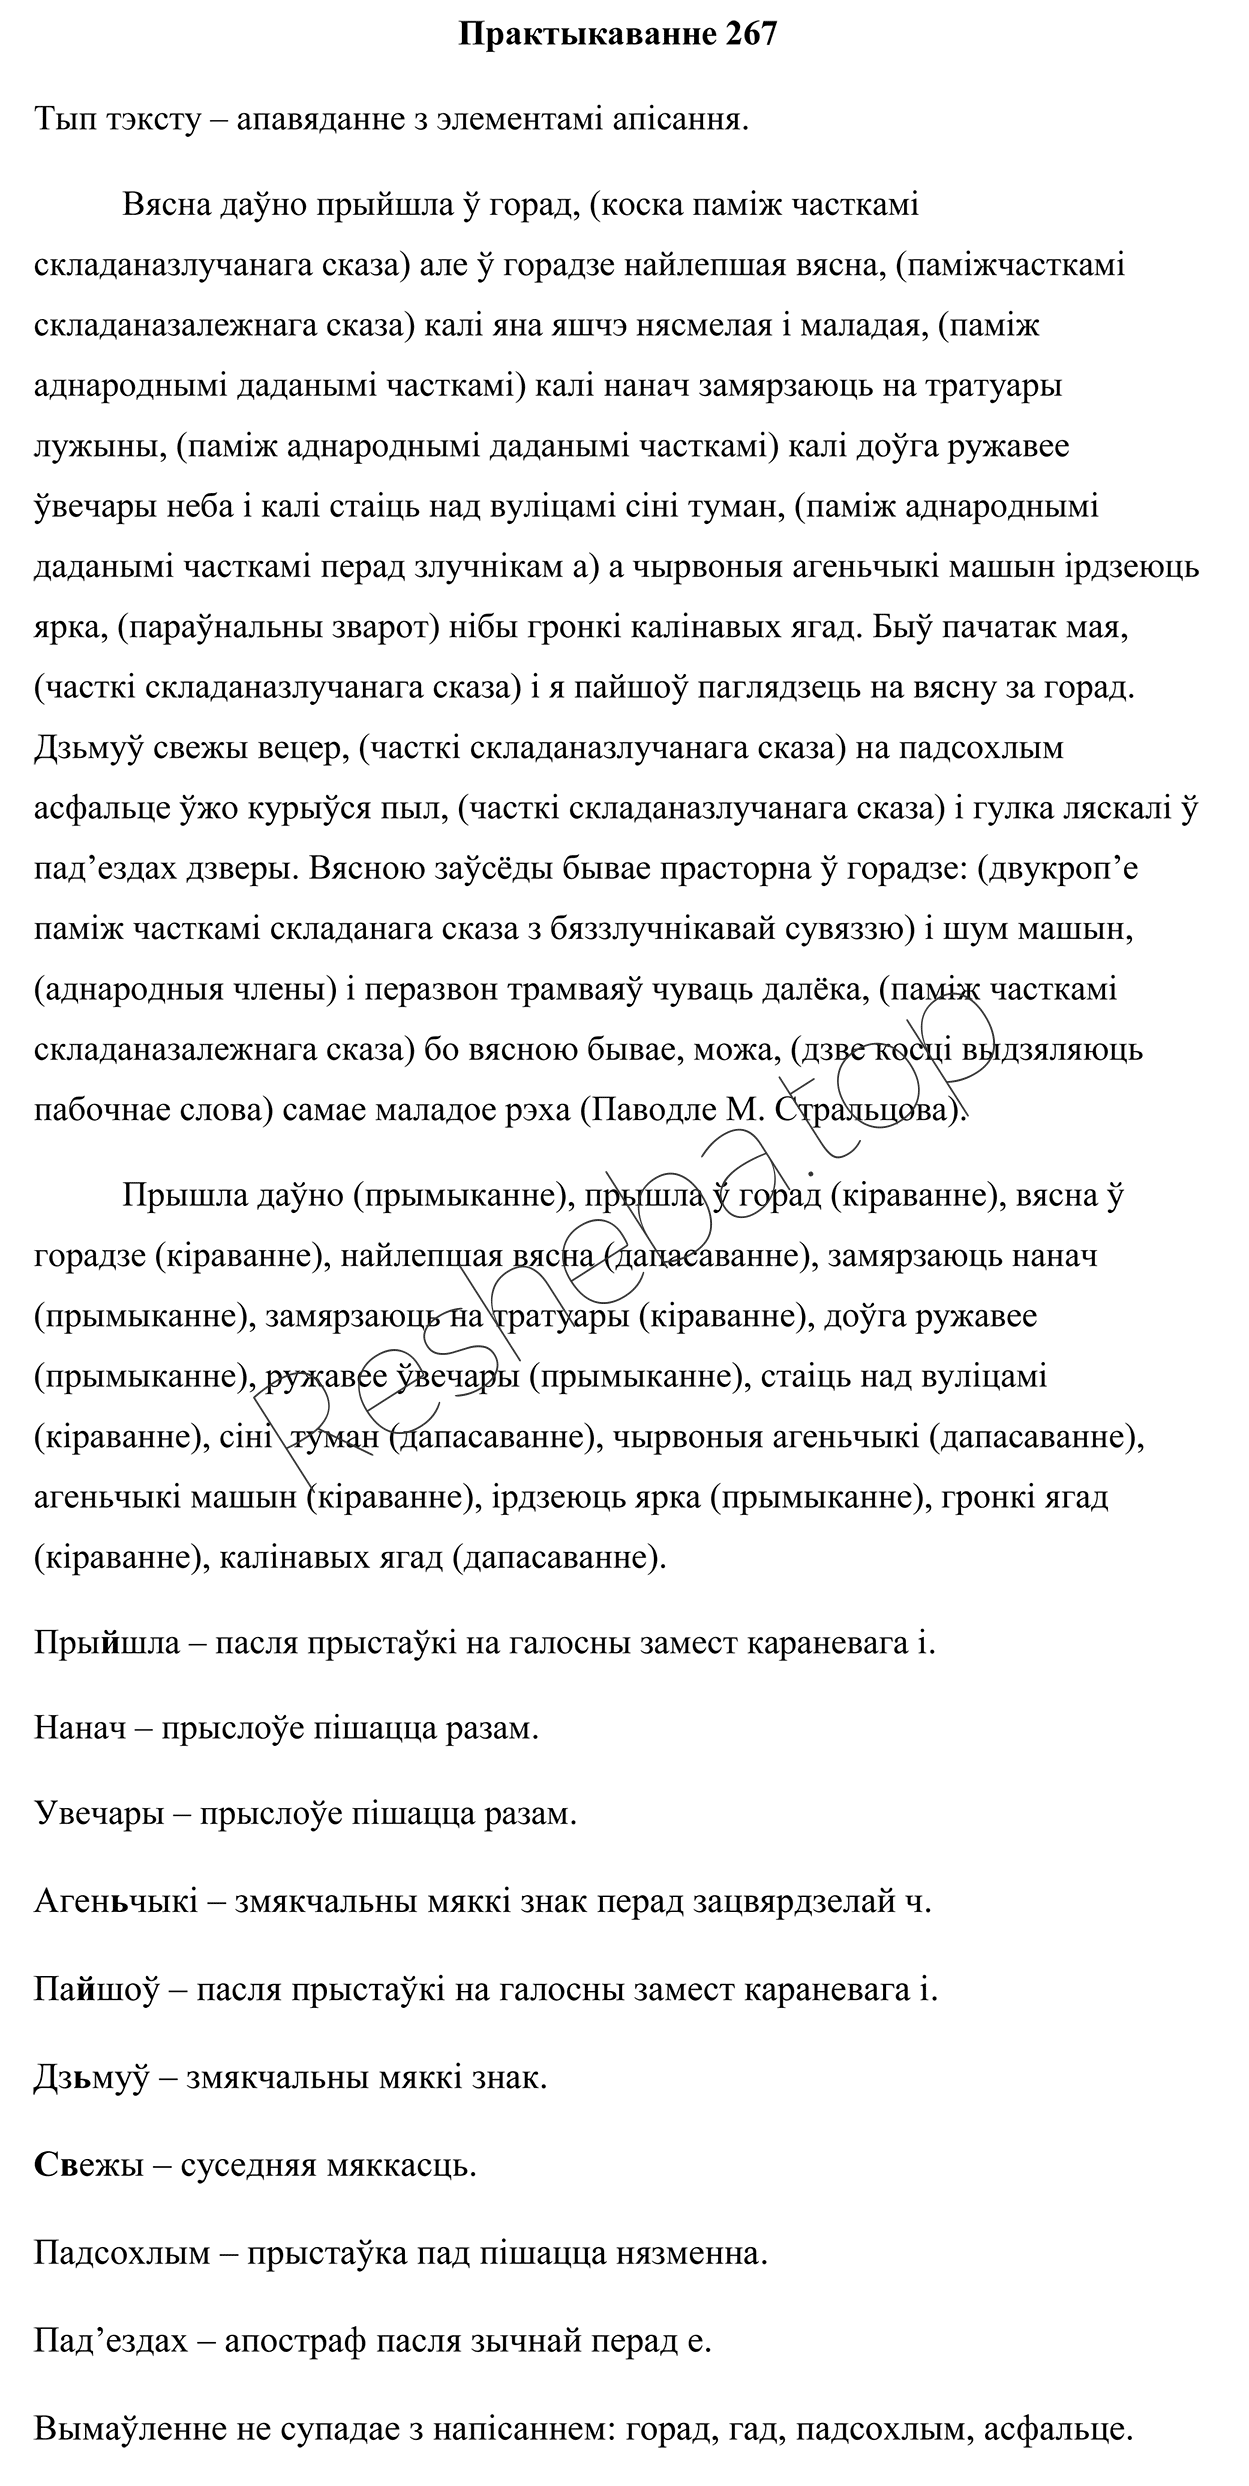 Практыкаванне 267
Тып тэксту – апавяданне з элементамі апісання.
Вясна даўно прыйшла ў горад, (коска паміж часткамі
складаназлучанага сказа) але ў горадзе найлепшая вясна, (паміжчасткамі
складаназалежнага сказа) калі яна яшчэ нясмелая і маладая, (паміж
аднароднымі даданымі часткамі) калі нанач замярзаюць на тратуары
лужыны, (паміж аднароднымі даданымі часткамі) калі доўга ружавее
ўвечары неба і калі стаіць над вуліцамі сіні туман, (паміж аднароднымі
даданымі часткамі перад злучнікам а) а чырвоныя агеньчыкі машын ірдзеюць
ярка, (параўнальны зварот) нібы гронкі калінавых ягад. Быў пачатак мая,
(часткі складаназлучанага сказа) і я пайшоў паглядзець на вясну за горад.
Дзьмуў свежы вецер, (часткі складаназлучанага сказа) на падсохлым
асфальце ўжо курыўся пыл, (часткі складаназлучанага сказа) і гулка ляскалі ў
пад’ездах дзверы. Вясною заўсёды бывае прасторна ў горадзе: (двукроп’е
паміж часткамі складанага сказа з бяззлучнікавай сувяззю) і шум машын,
(аднародныя члены) і перазвон трамваяў чуваць далёка, (паміж часткамі
складаназалежнага сказа) бо вясною бывае, можа, (дзве косці выдзяляюць
пабочнае слова) самае маладое рэха (Паводле М. Стральцова).
Прышла даўно (прымыканне), прышла ў горад (кіраванне), вясна ў
горадзе (кіраванне), найлепшая вясна (дапасаванне), замярзаюць нанач
(прымыканне), замярзаюць на тратуары (кіраванне), доўга ружавее
(прымыканне), ружавее ўвечары (прымыканне), стаіць над вуліцамі
(кіраванне), сіні туман (дапасаванне), чырвоныя агеньчыкі (дапасаванне),
агеньчыкі машын (кіраванне), ірдзеюць ярка (прымыканне), гронкі ягад
(кіраванне), калінавых ягад (дапасаванне).
Прыйшла – пасля прыстаўкі на галосны замест караневага і.
Нанач – прыслоўе пішацца разам.
Увечары – прыслоўе пішацца разам.
Агеньчыкі – змякчальны мяккі знак перад зацвярдзелай ч.
Пайшоў – пасля прыстаўкі на галосны замест караневага і.
Дзьмуў – змякчальны мяккі знак.
Свежы – суседняя мяккасць.
Падсохлым – прыстаўка пад пішацца нязменна.
Пад’ездах – апостраф пасля зычнай перад е.
Вымаўленне не супадае з напісаннем: горад, гад, падсохлым, асфальце.
Resheba.top